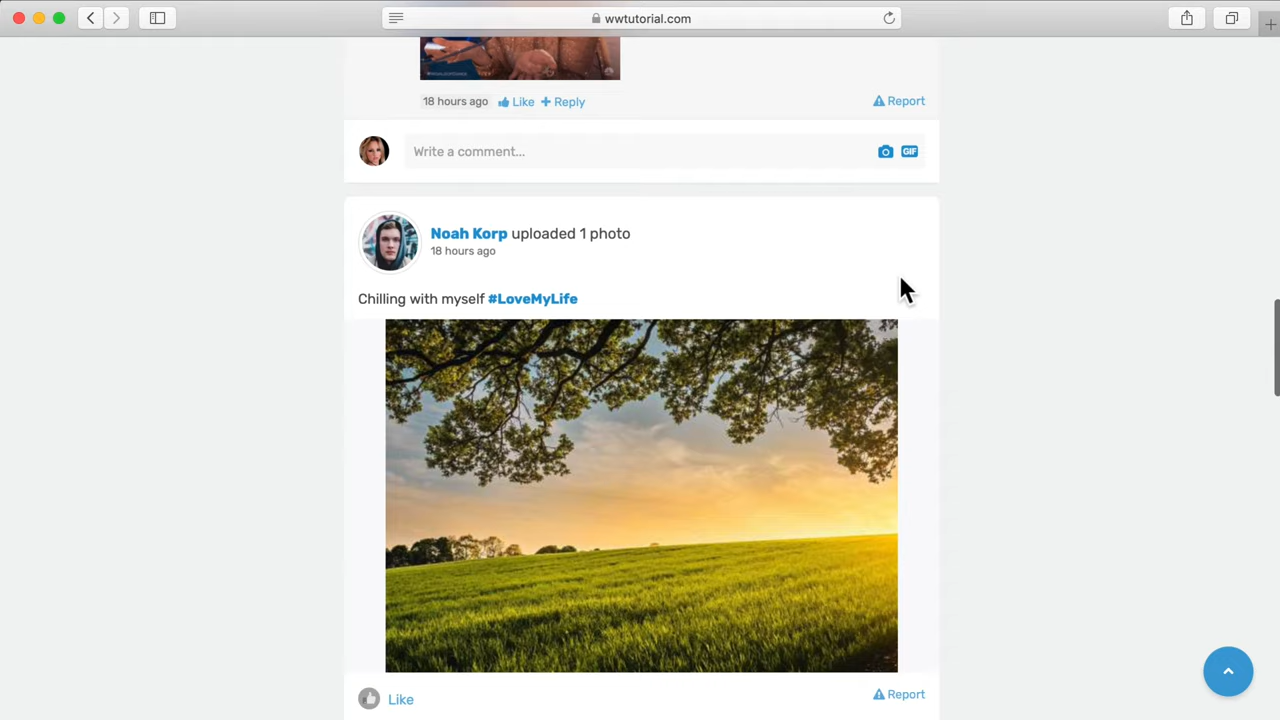 wwtutorial.com
18 hours ago Like Reply Report
Write a comment... GIF
Noah Korp uploaded 1 photo
18 hours ago
Chilling with myself #LoveMyLife
Like Report